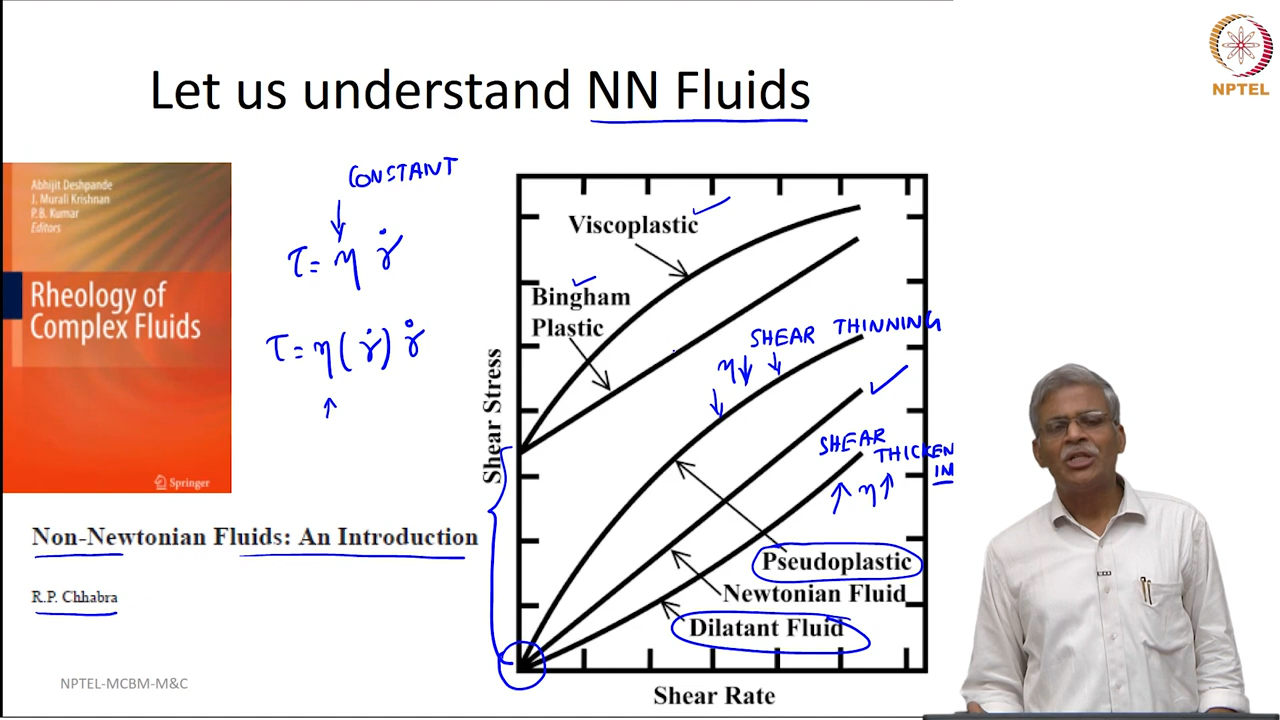 Let us understand NN Fluids
NPTEL
Abhijit Deshpande
J. Murali Krishnan
P.B. Kumar
Editors
Rheology of
Complex Fluids
Springer
CONSTANT
τ = η γ̇
τ = η ( γ̇ ) γ̇
Non-Newtonian Fluids: An Introduction
R.P. Chhabra
NPTEL-MCBM-M&C
Shear Stress
Viscoplastic
Bingham
Plastic
SHEAR THINNING
η↓
SHEAR
THICKEN
IN
η↑
Pseudoplastic
Newtonian Fluid
Dilatant Fluid
Shear Rate